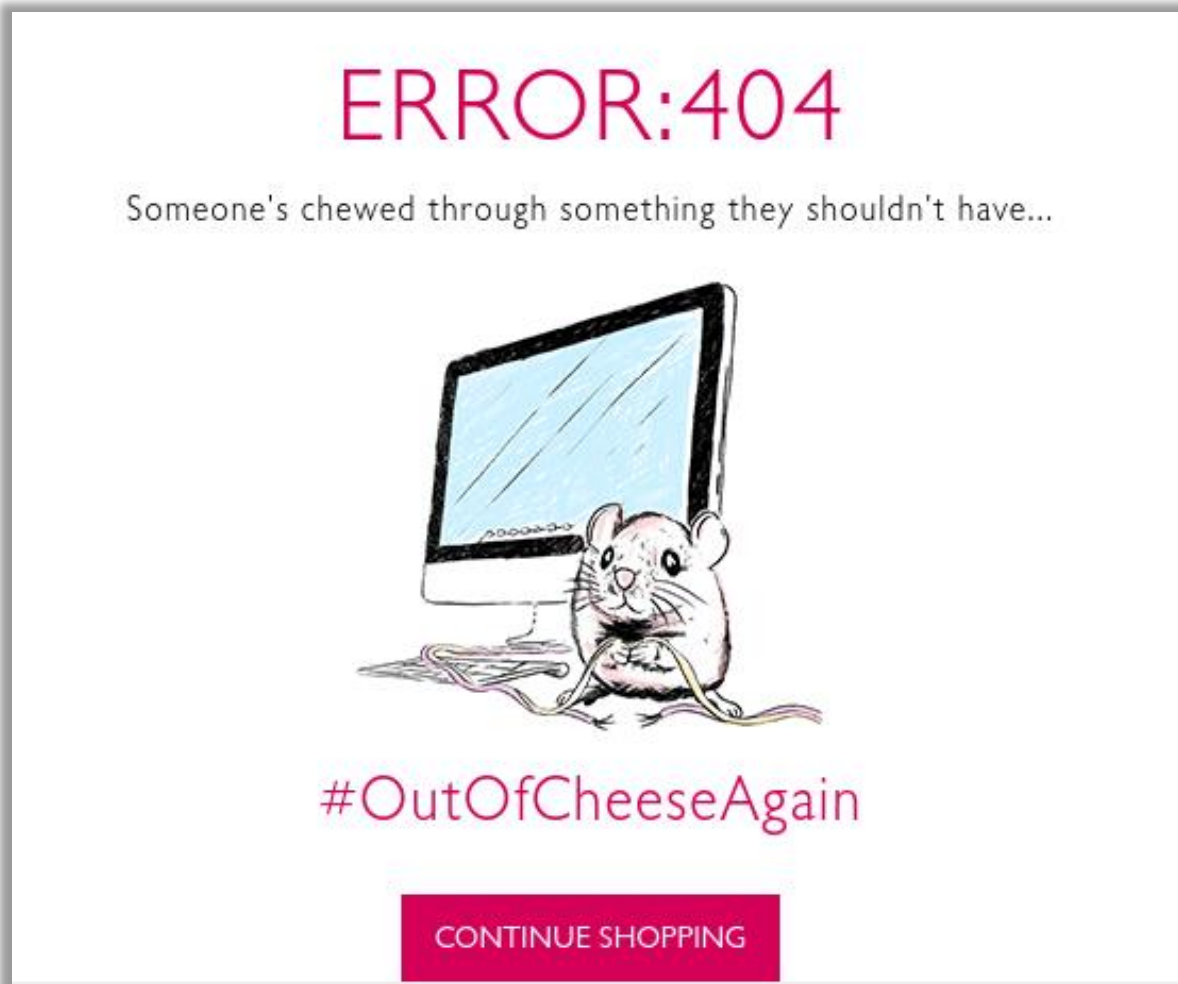 ERROR:404
Someone's chewed through something they shouldn't have...
#OutOfCheeseAgain
CONTINUE SHOPPING